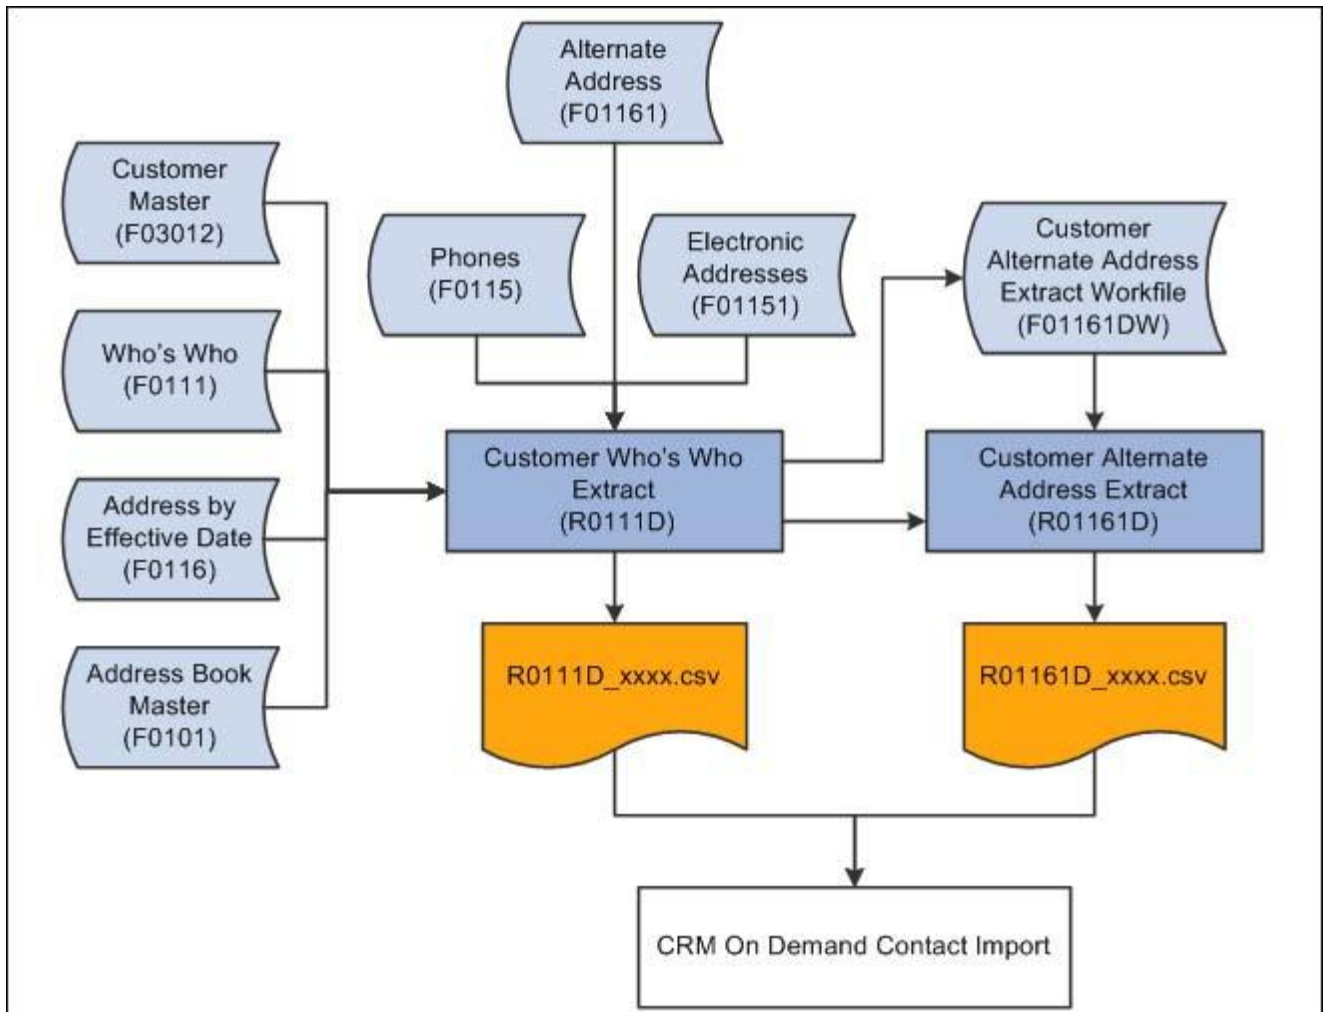 Alternate
Address
(F01161)
Customer
Master
(F03012)
Phones
(F0115)
Electronic
Addresses
(F01151)
Customer
Alternate Address
Extract Workfile
(F01161DW)
Who's Who
(F0111)
Customer Who's Who
Extract
(R0111D)
Customer Alternate
Address Extract
(R01161D)
Address by
Effective Date
(F0116)
Address Book
Master
(F0101)
R0111D_xxxx.csv
R01161D_xxxx.csv
CRM On Demand Contact Import